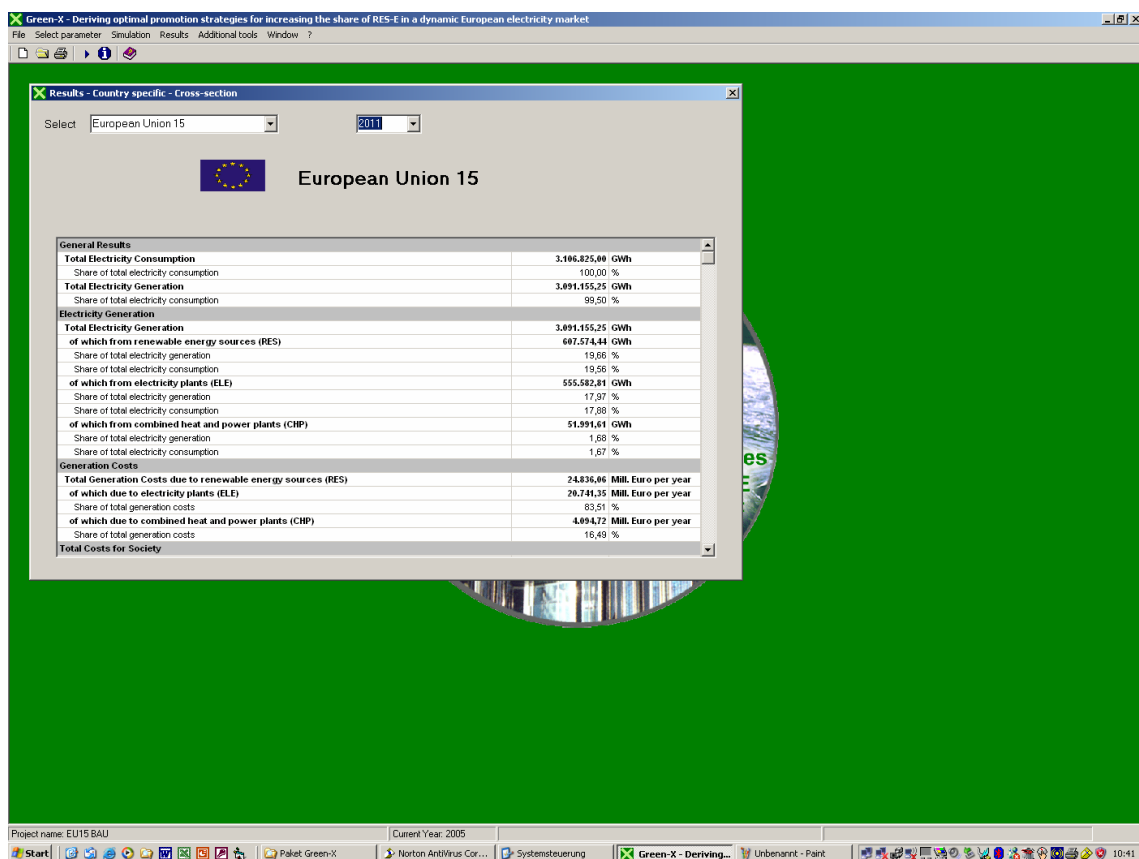 Green-X - Deriving optimal promotion strategies for increasing the share of RES-E in a dynamic European electricity market
File Select parameter Simulation Results Additional tools Window ?
Results - Country specific - Cross-section
Select European Union 15 2011
European Union 15
General Results
Total Electricity Consumption 3.106.825,00 GWh
Share of total electricity consumption 100,00 %
Total Electricity Generation 3.091.155,25 GWh
Share of total electricity consumption 99,50 %
Electricity Generation
Total Electricity Generation 3.091.155,25 GWh
of which from renewable energy sources (RES) 607.574,44 GWh
Share of total electricity generation 19,66 %
Share of total electricity consumption 19,56 %
of which from electricity plants (ELE) 555.582,81 GWh
Share of total electricity generation 17,97 %
Share of total electricity consumption 17,88 %
of which from combined heat and power plants (CHP) 51.991,61 GWh
Share of total electricity generation 1,68 %
Share of total electricity consumption 1,67 %
Generation Costs
Total Generation Costs due to renewable energy sources (RES) 24.836,06 Mill. Euro per year
of which due to electricity plants (ELE) 20.741,35 Mill. Euro per year
Share of total generation costs 83,51 %
of which due to combined heat and power plants (CHP) 4.094,72 Mill. Euro per year
Share of total generation costs 16,49 %
Total Costs for Society
es
E
Project name: EU15 BAU Current Year: 2005
Start Paket Green-X Norton AntiVirus Cor... Systemsteuerung Green-X - Deriving... Unbenannt - Paint 10:41